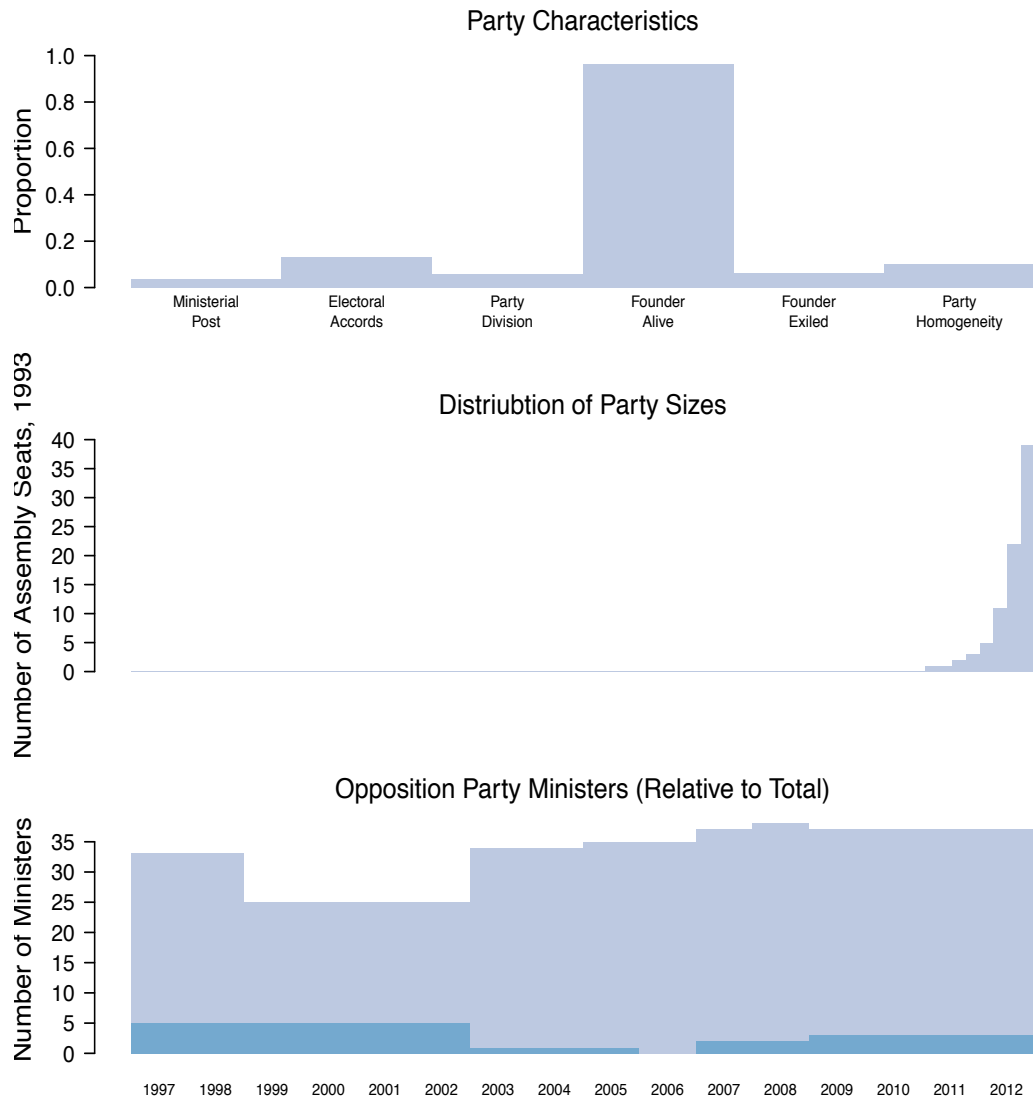 Party Characteristics
Proportion
1.0
0.8
0.6
0.4
0.2
0.0
Ministerial Post
Electoral Accords
Party Division
Founder Alive
Founder Exiled
Party Homogeneity
Distriubtion of Party Sizes
Number of Assembly Seats, 1993
40
35
30
25
20
15
10
5
0
Opposition Party Ministers (Relative to Total)
Number of Ministers
35
30
25
20
15
10
5
0
1997 1998 1999 2000 2001 2002 2003 2004 2005 2006 2007 2008 2009 2010 2011 2012